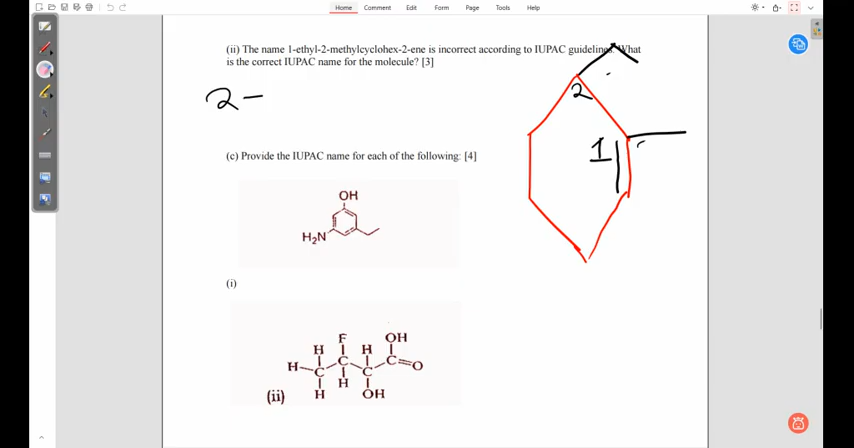 Home Comment Edit Form Page Tools
(ii) The name 1-ethyl-2-methylcyclohex-2-ene is incorrect according to IUPAC guidelines. What
is the correct IUPAC name for the molecule? [3]
2 -
2
1
(c) Provide the IUPAC name for each of the following: [4]
OH
H₂N
(i)
F OH
H H
H C C C C O
H H OH
(ii)